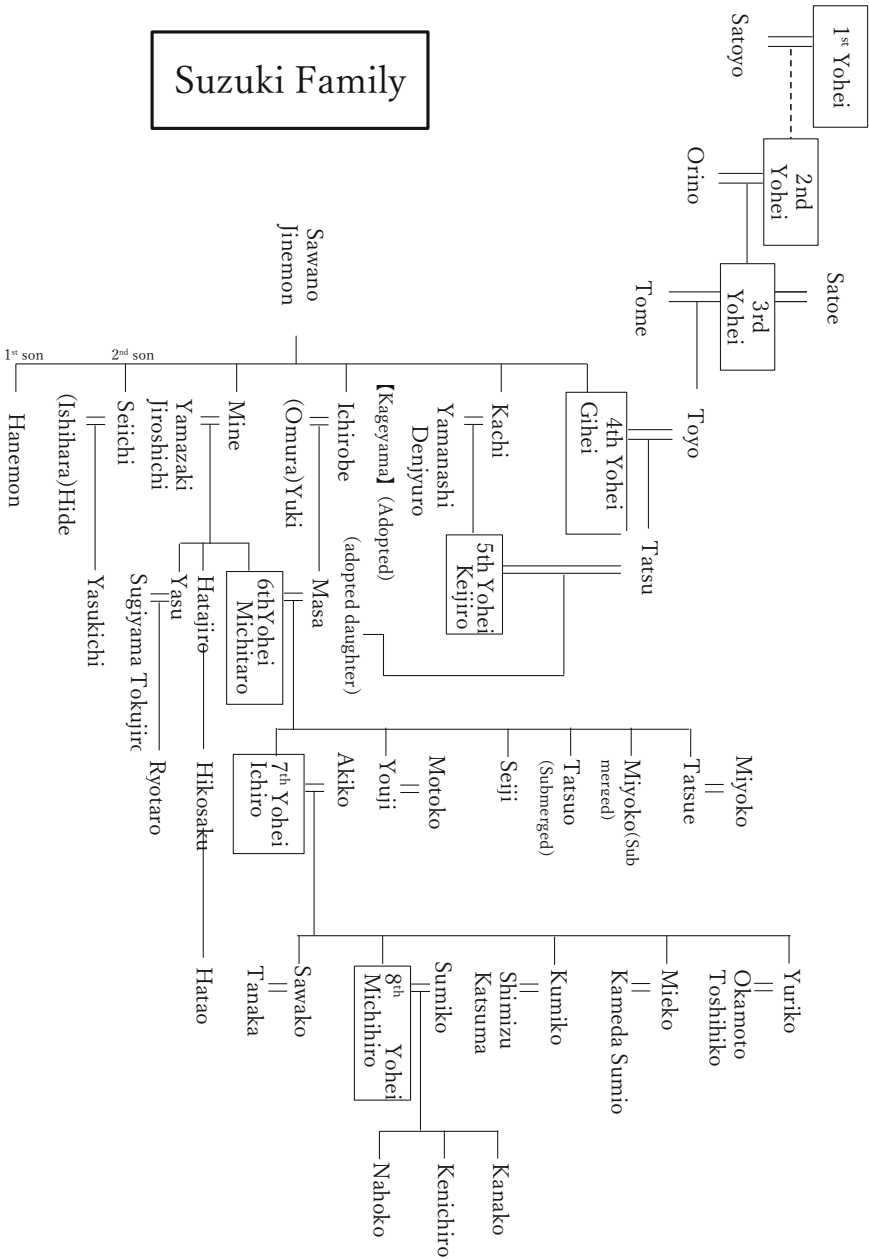 Suzuki Family
1st Yohei
Satoyo
2nd
Yohei
Orino
Satoe
3rd
Yohei
Tome
Toyo
4th Yohei
Gihei
Tatsu
Sawano
Jinemon
Kachi
Yamanashi
Denjyuro
5th Yohei
Keijiro
【Kageyama】 (Adopted)
Ichirobe
(Omura)Yuki
(adopted daughter)
Masa
Mine
Yamazaki
Jiroshichi
6thYohei
Michitaro
Hatajiro
Yasu
Sugiyama Tokujiro
2nd son
Seiichi
(Ishihara)Hide
Yasukichi
1st son
Hanemon
Miyoko
Tatsue
Miyoko(Sub
merged)
Tatsuo
(Submerged)
Seiji
Motoko
Youji
Akiko
7th Yohei
Ichiro
Hikosaku
Ryotaro
Yuriko
Okamoto
Toshihiko
Mieko
Kameda Sumio
Kumiko
Shimizu
Katsuma
Sumiko
8th Yohei
Michihiro
Sawako
Tanaka
Hatao
Kanako
Kenichiro
Nahoko